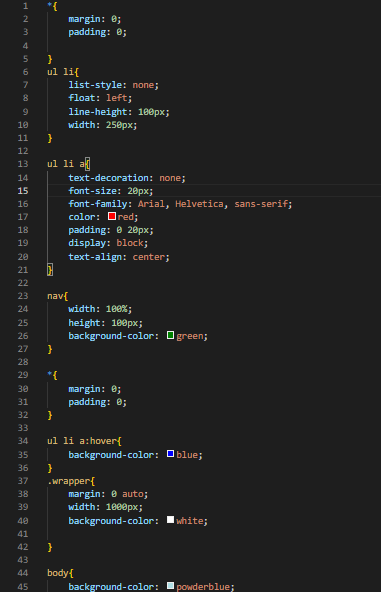 1 *{
2 margin: 0;
3 padding: 0;
4
5 }
6 ul li{
7 list-style: none;
8 float: left;
9 line-height: 100px;
10 width: 250px;
11 }
12
13 ul li a{
14 text-decoration: none;
15 font-size: 20px;
16 font-family: Arial, Helvetica, sans-serif;
17 color: red;
18 padding: 0 20px;
19 display: block;
20 text-align: center;
21 }
22
23 nav{
24 width: 100%;
25 height: 100px;
26 background-color: green;
27 }
28
29 *{
30 margin: 0;
31 padding: 0;
32 }
33
34 ul li a:hover{
35 background-color: blue;
36 }
37 .wrapper{
38 margin: 0 auto;
39 width: 1000px;
40 background-color: white;
41
42 }
43
44 body{
45 background-color: powderblue;